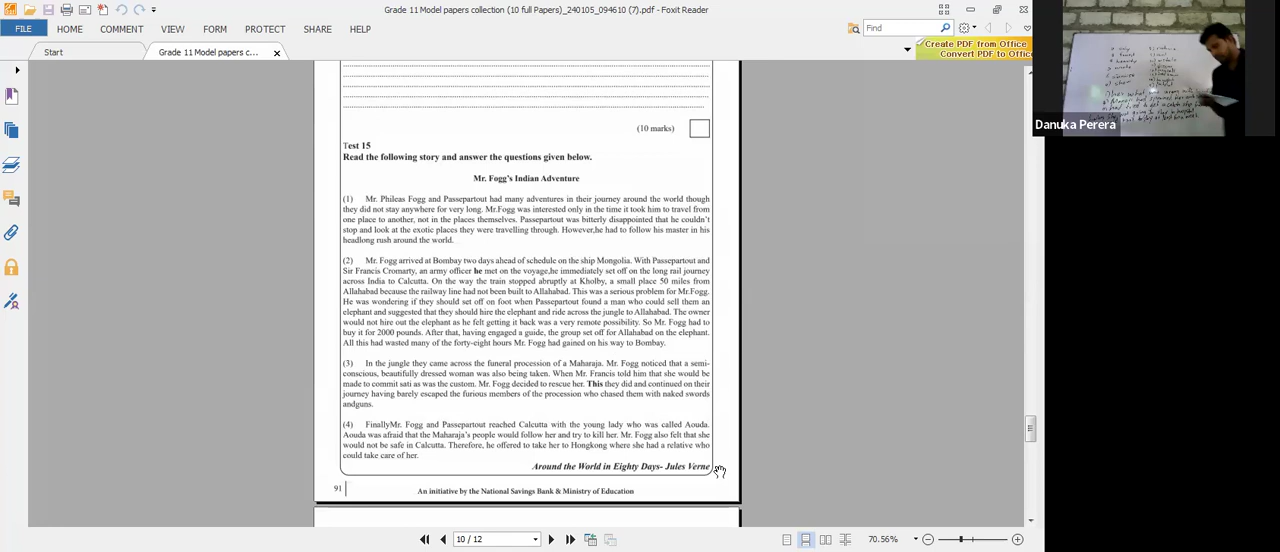 Grade 11 Model papers collection (10 full Papers)_240105_094610 (7).pdf - Foxit Reader
FILE HOME COMMENT VIEW FORM PROTECT SHARE HELP
Find
Start
Grade 11 Model papers c...
Create PDF from Office
Convert PDF to Office
Danuka Perera
(10 marks)
Test 15
Read the following story and answer the questions given below.
Mr. Fogg's Indian Adventure
(1) Mr. Phileas Fogg and Passepartout had many adventures in their journey around the world though
they did not stay anywhere for very long. Mr.Fogg was interested only in the time it took him to travel from
one place to another, not in the places themselves. Passepartout was bitterly disappointed that he couldn't
stop and look at the exotic places they were travelling through. However,he had to follow his master in his
headlong rush around the world.
(2) Mr. Fogg arrived at Bombay two days ahead of schedule on the ship Mongolia. With Passepartout and
Sir Francis Cromarty, an army officer he met on the voyage,he immediately set off on the long rail journey
across India to Calcutta. On the way the train stopped abruptly at Kholby, a small place 50 miles from
Allahabad because the railway line had not been built to Allahabad. This was a serious problem for Mr.Fogg.
He was wondering if they should set off on foot when Passepartout found a man who could sell them an
elephant and suggested that they should hire the elephant and ride across the jungle to Allahabad. The owner
would not hire out the elephant as he felt getting it back was a very remote possibility. So Mr. Fogg had to
buy it for 2000 pounds. After that, having engaged a guide, the group set off for Allahabad on the elephant.
All this had wasted many of the forty-eight hours Mr. Fogg had gained on his way to Bombay.
(3) In the jungle they came across the funeral procession of a Maharaja. Mr. Fogg noticed that a semi-
conscious, beautifully dressed woman was also being taken. When Mr. Francis told him that she would be
made to commit sati as was the custom. Mr. Fogg decided to rescue her. This they did and continued on their
journey having barely escaped the furious members of the procession who chased them with naked swords
andguns.
(4) FinallyMr. Fogg and Passepartout reached Calcutta with the young lady who was called Aouda.
Aouda was afraid that the Maharaja's people would follow her and try to kill her. Mr. Fogg also felt that she
would not be safe in Calcutta. Therefore, he offered to take her to Hongkong where she had a relative who
could take care of her.
Around the World in Eighty Days- Jules Verne
91
An initiative by the National Savings Bank & Ministry of Education
10 / 12
70.56%